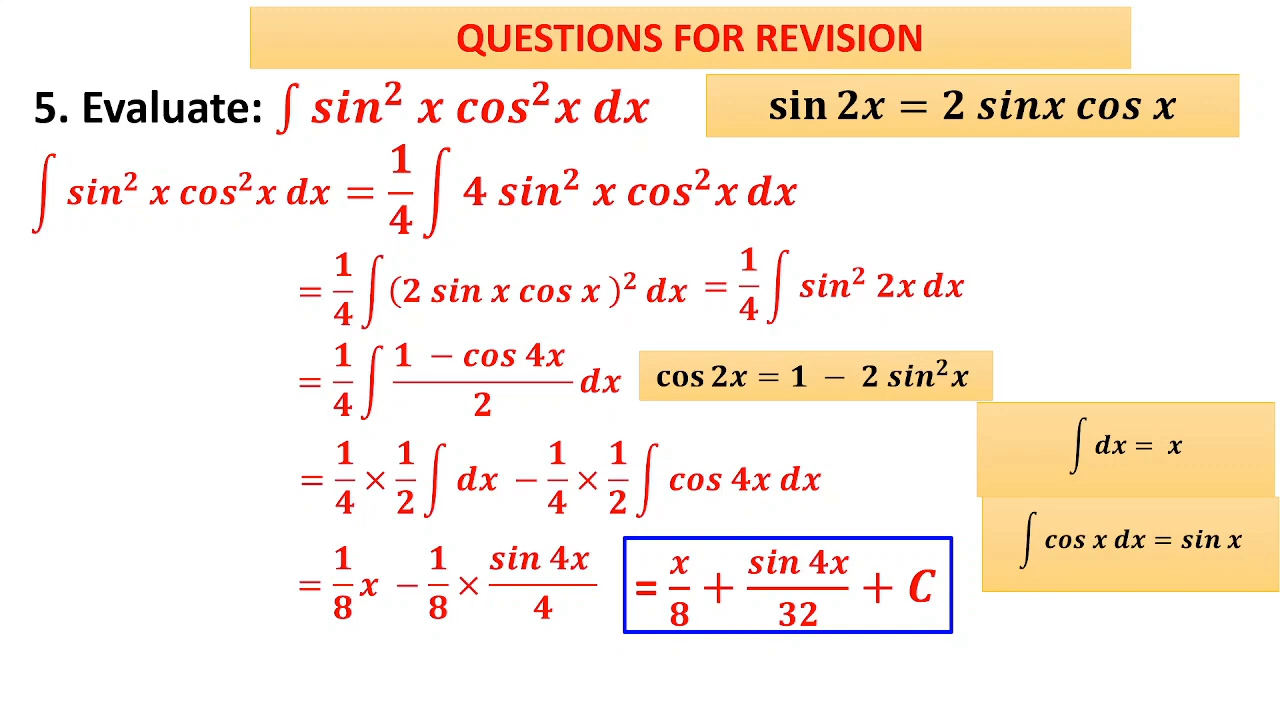 QUESTIONS FOR REVISION
5. Evaluate: ∫ sin² x cos²x dx
sin 2x = 2 sinx cos x
∫ sin² x cos²x dx = 1/4 ∫ 4 sin² x cos²x dx
= 1/4 ∫ (2 sin x cos x )² dx = 1/4 ∫ sin² 2x dx
= 1/4 ∫ (1 − cos 4x)/2 dx
cos 2x = 1 − 2 sin²x
∫ dx = x
= 1/4 × 1/2 ∫ dx − 1/4 × 1/2 ∫ cos 4x dx
∫ cos x dx = sin x
= 1/8 x − 1/8 × sin 4x/4
= x/8 + sin 4x/32 + C